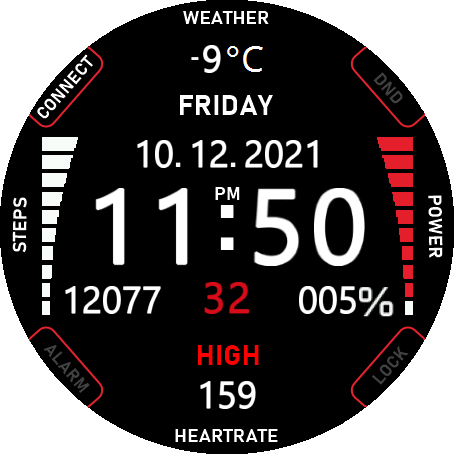 WEATHER
-9°C
CONNECT
DND
FRIDAY
10. 12. 2021
PM
11:50
STEPS
POWER
12077
32
005%
HIGH
ALARM
LOCK
159
HEARTRATE